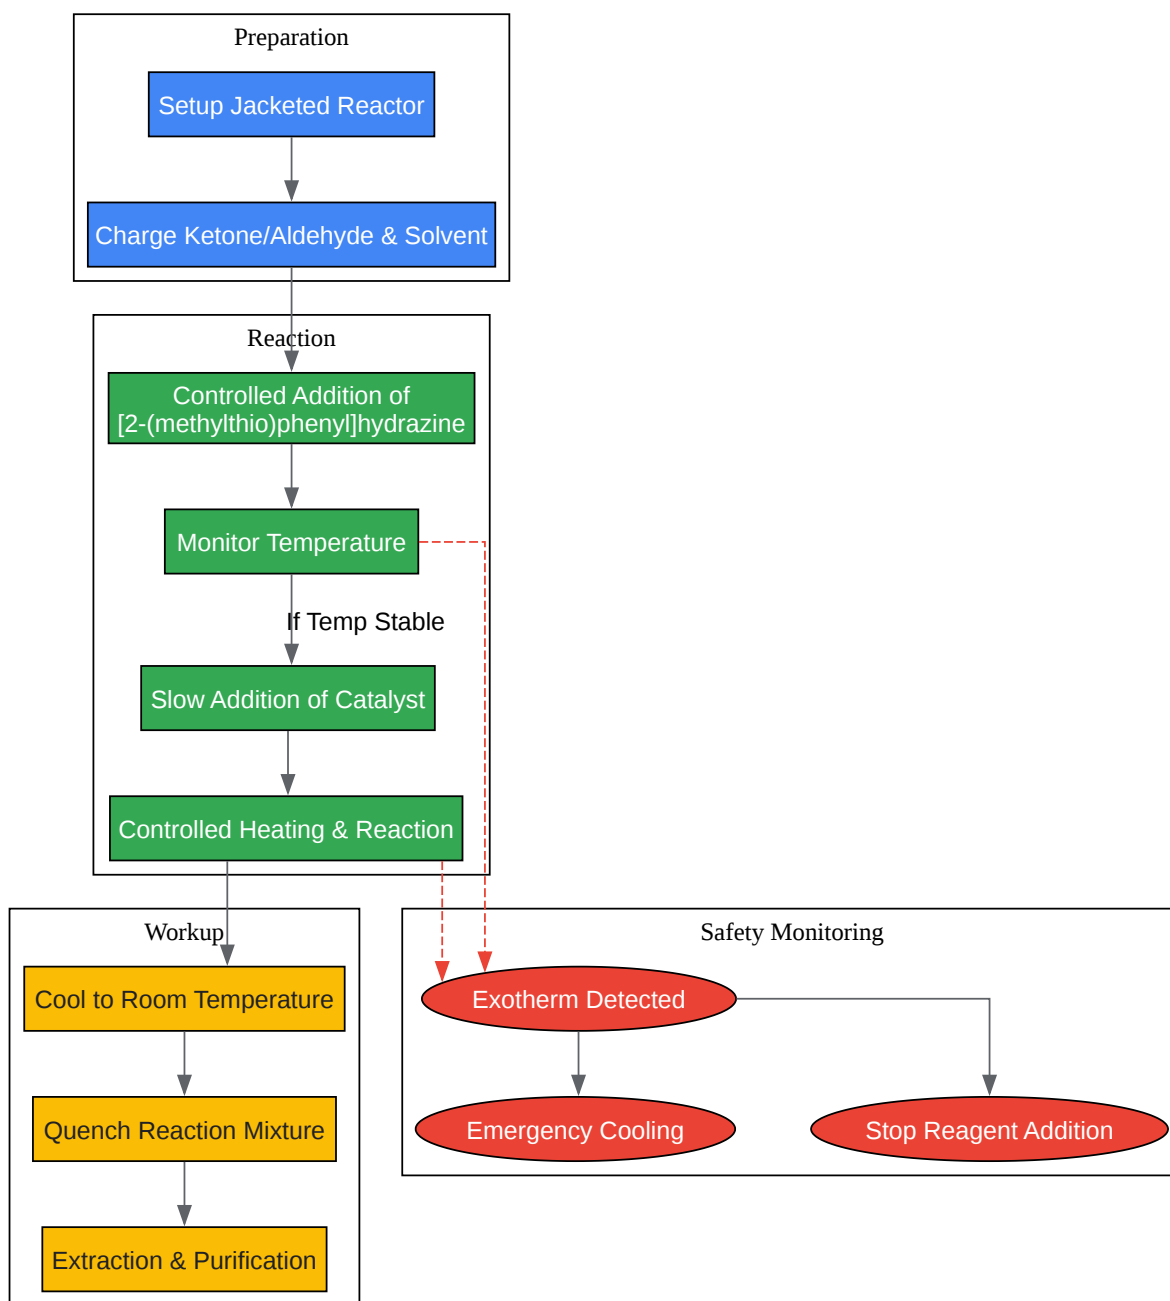 Preparation
Setup Jacketed Reactor
Charge Ketone/Aldehyde & Solvent
Reaction
Controlled Addition of
[2-(methylthio)phenyl]hydrazine
Monitor Temperature
If Temp Stable
Slow Addition of Catalyst
Controlled Heating & Reaction
Workup
Cool to Room Temperature
Quench Reaction Mixture
Extraction & Purification
Safety Monitoring
Exotherm Detected
Emergency Cooling
Stop Reagent Addition